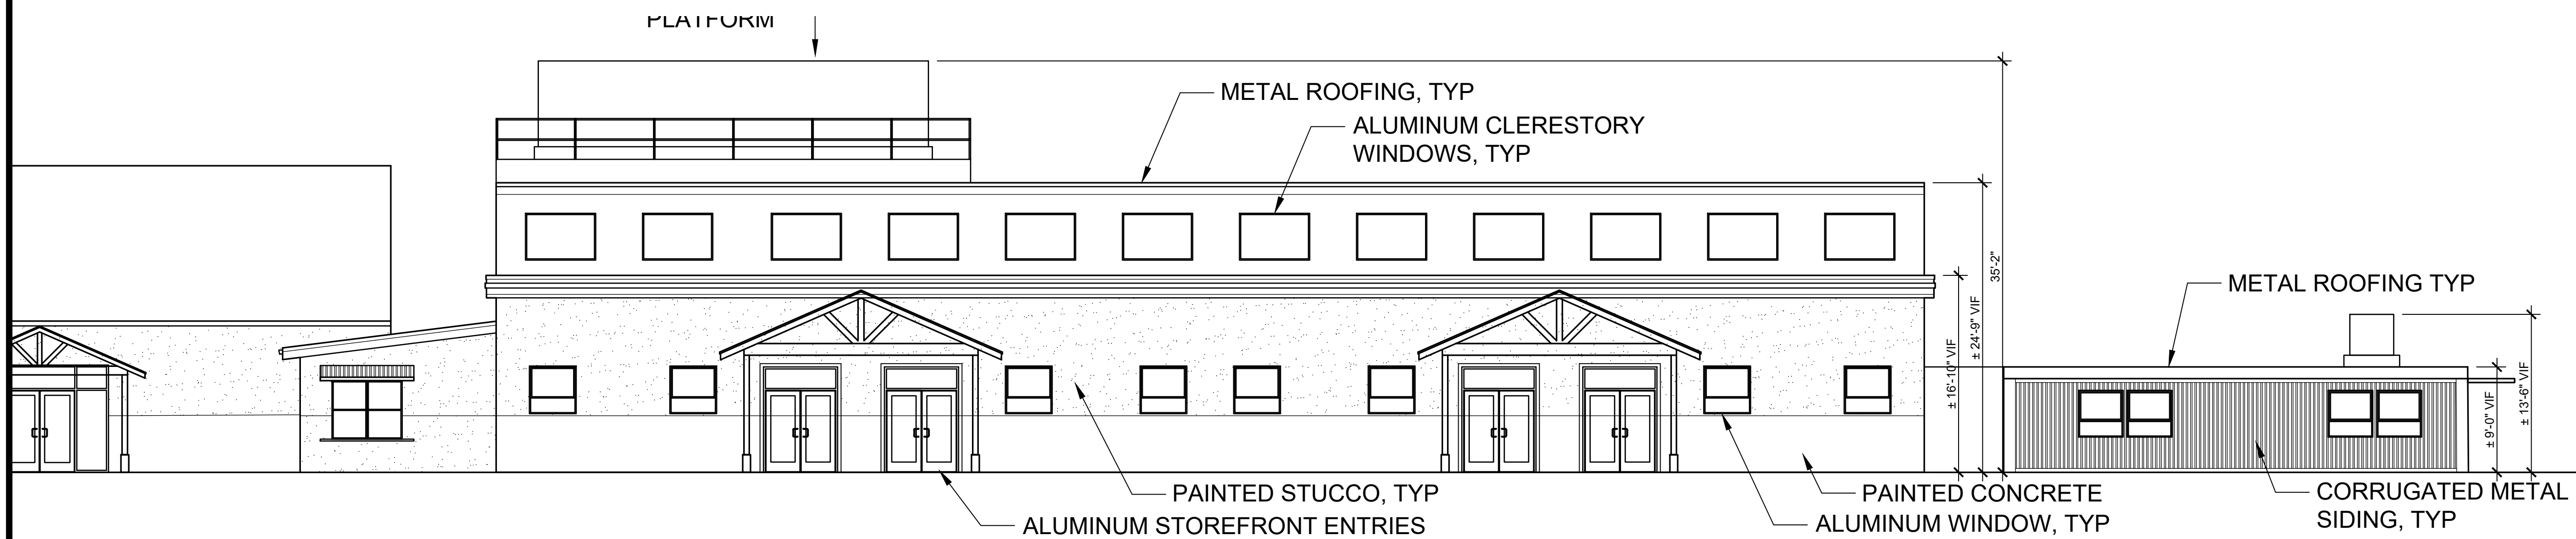 PLATFORM
METAL ROOFING, TYP
ALUMINUM CLERESTORY
WINDOWS, TYP
35'-2"
± 24'-9" VIF
± 16'-10" VIF
METAL ROOFING TYP
± 13'-6" VIF
± 9'-0" VIF
PAINTED STUCCO, TYP
ALUMINUM STOREFRONT ENTRIES
PAINTED CONCRETE
ALUMINUM WINDOW, TYP
CORRUGATED METAL
SIDING, TYP